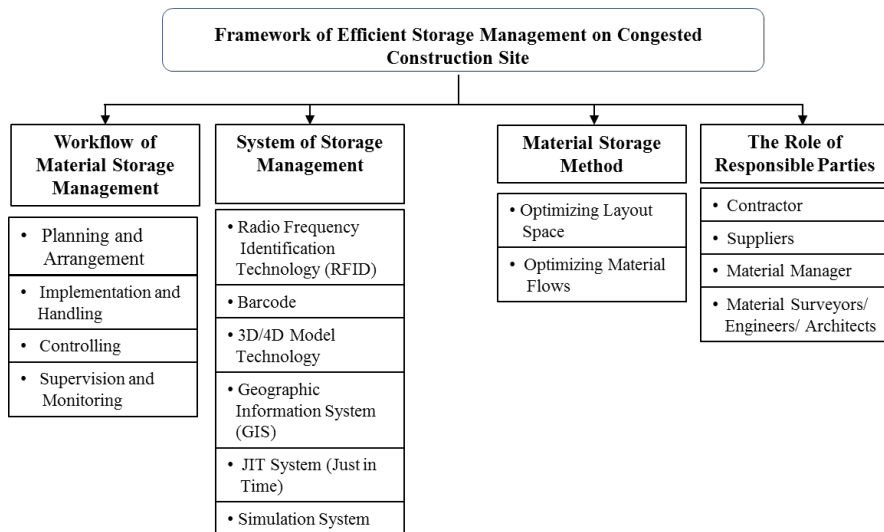 Framework of Efficient Storage Management on Congested
Construction Site
Workflow of
Material Storage
Management
• Planning and
Arrangement
• Implementation and
Handling
• Controlling
• Supervision and
Monitoring
System of Storage
Management
• Radio Frequency
Identification
Technology (RFID)
• Barcode
• 3D/4D Model
Technology
• Geographic
Information System
(GIS)
• JIT System (Just in
Time)
• Simulation System
Material Storage
Method
• Optimizing Layout
Space
• Optimizing Material
Flows
The Role of
Responsible Parties
• Contractor
• Suppliers
• Material Manager
• Material Surveyors/
Engineers/ Architects